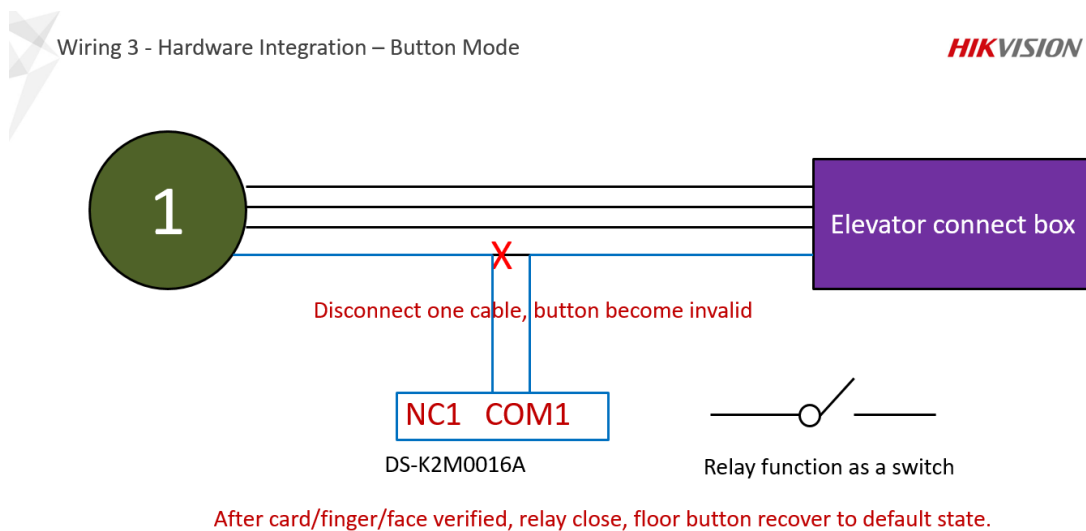 Wiring 3 - Hardware Integration – Button Mode
HIKVISION
1
Elevator connect box
X
Disconnect one cable, button become invalid
NC1 COM1
DS-K2M0016A
Relay function as a switch
After card/finger/face verified, relay close, floor button recover to default state.